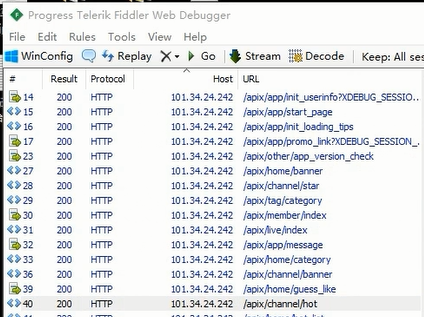 Progress Telerik Fiddler Web Debugger
File Edit Rules Tools View Help
WinConfig Replay Go Stream Decode Keep: All ses
# Result Protocol Host URL
14 200 HTTP 101.34.24.242 /apix/app/init_userinfo?XDEBUG_SESSIO...
15 200 HTTP 101.34.24.242 /apix/app/start_page
16 200 HTTP 101.34.24.242 /apix/app/init_loading_tips
17 200 HTTP 101.34.24.242 /apix/app/promo_link?XDEBUG_SESSION_...
23 200 HTTP 101.34.24.242 /apix/other/app_version_check
27 200 HTTP 101.34.24.242 /apix/home/banner
28 200 HTTP 101.34.24.242 /apix/channel/star
29 200 HTTP 101.34.24.242 /apix/tag/category
30 200 HTTP 101.34.24.242 /apix/member/index
31 200 HTTP 101.34.24.242 /apix/live/index
32 200 HTTP 101.34.24.242 /apix/app/message
33 200 HTTP 101.34.24.242 /apix/home/category
36 200 HTTP 101.34.24.242 /apix/channel/banner
39 200 HTTP 101.34.24.242 /apix/home/guess_like
40 200 HTTP 101.34.24.242 /apix/channel/hot